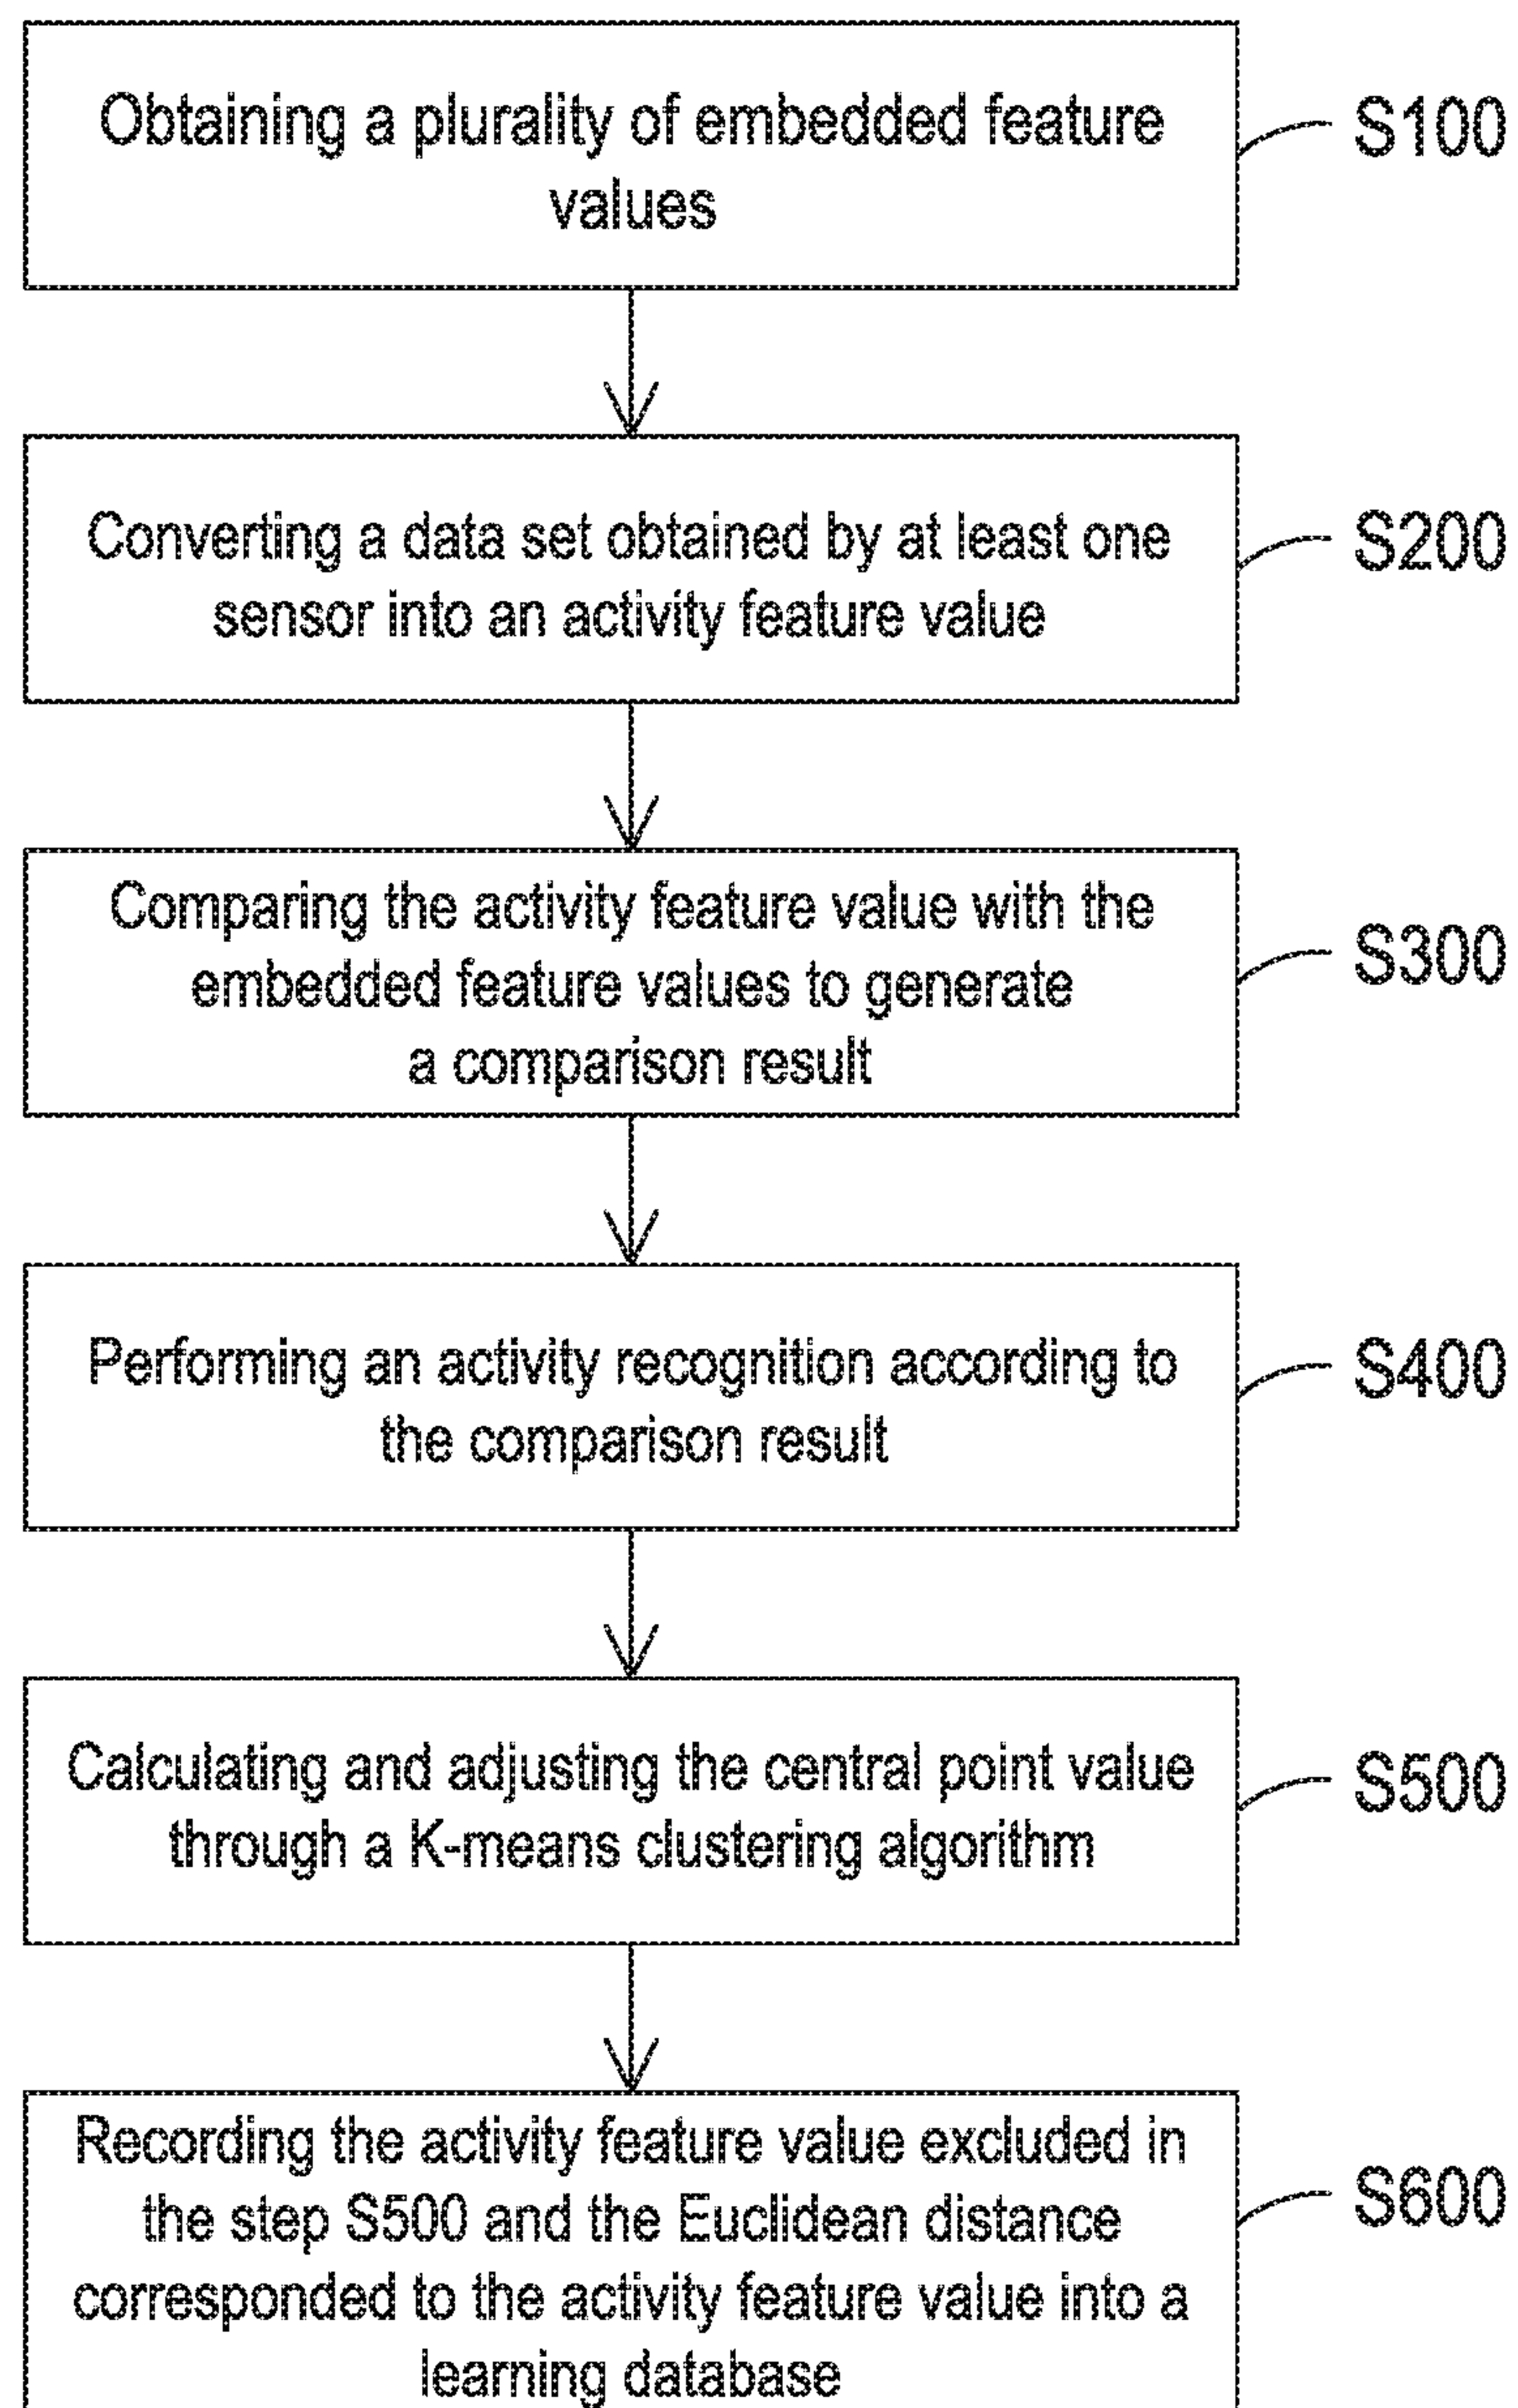 Obtaining a plurality of embedded feature
values
S100
Converting a data set obtained by at least one
sensor into an activity feature value
S200
Comparing the activity feature value with the
embedded feature values to generate
a comparison result
S300
Performing an activity recognition according to
the comparison result
S400
Calculating and adjusting the central point value
through a K-means clustering algorithm
S500
Recording the activity feature value excluded in
the step S500 and the Euclidean distance
corresponded to the activity feature value into a
learning database
S600